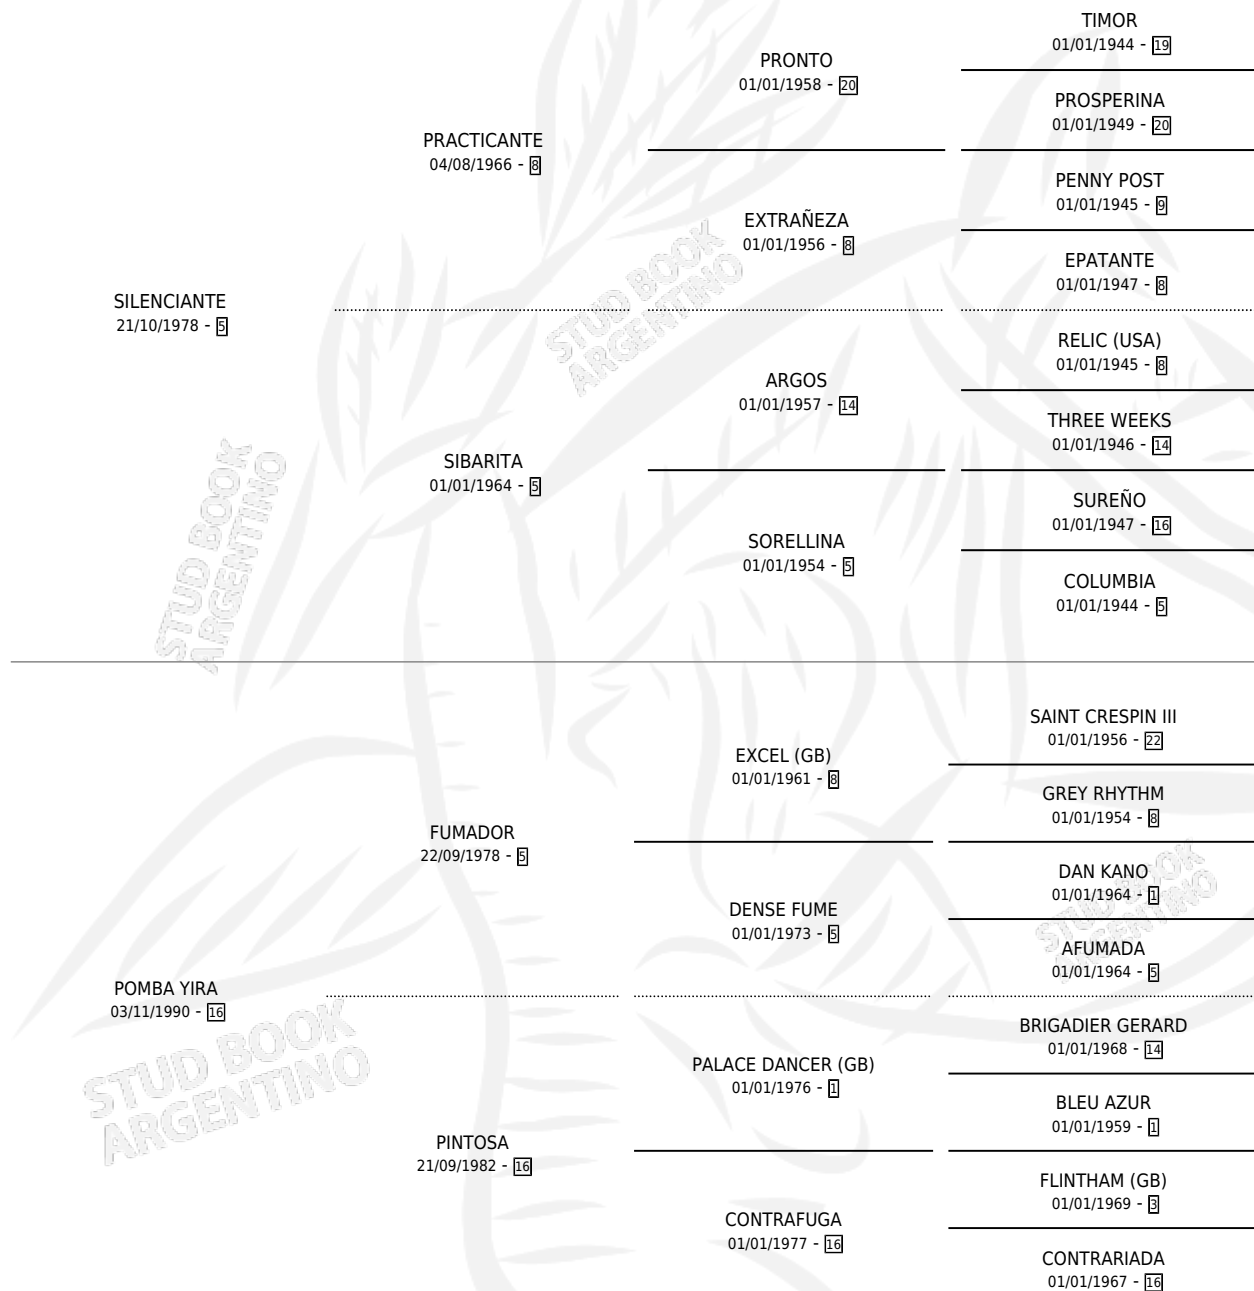 TIMOR
01/01/1944 - 19
PRONTO
01/01/1958 - 20
PROSPERINA
01/01/1949 - 20
PRACTICANTE
04/08/1966 - 8
PENNY POST
01/01/1945 - 9
EXTRAÑEZA
01/01/1956 - 8
EPATANTE
01/01/1947 - 8
SILENCIANTE
21/10/1978 - 5
STUD BOOK
ARGENTINO
RELIC (USA)
01/01/1945 - 8
ARGOS
01/01/1957 - 14
THREE WEEKS
01/01/1946 - 14
SIBARITA
01/01/1964 - 5
SUREÑO
01/01/1947 - 16
SORELLINA
01/01/1954 - 5
COLUMBIA
01/01/1944 - 5
STUD BOOK
ARGENTINO
SAINT CRESPIN III
01/01/1956 - 22
EXCEL (GB)
01/01/1961 - 8
GREY RHYTHM
01/01/1954 - 8
FUMADOR
22/09/1978 - 5
DAN KANO
01/01/1964 - 1
DENSE FUME
01/01/1973 - 5
STUD BOOK
ARGENTINO
AFUMADA
01/01/1964 - 5
POMBA YIRA
03/11/1990 - 16
BRIGADIER GERARD
01/01/1968 - 14
PALACE DANCER (GB)
01/01/1976 - 1
STUD BOOK
ARGENTINO
BLEU AZUR
01/01/1959 - 1
PINTOSA
21/09/1982 - 16
FLINTHAM (GB)
01/01/1969 - 3
CONTRAFUGA
01/01/1977 - 16
CONTRARIADA
01/01/1967 - 16